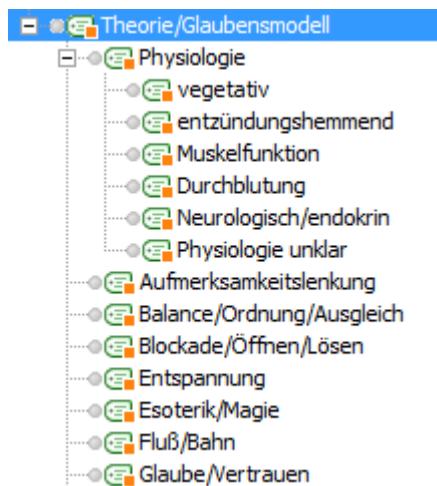 Theorie/Glaubensmodell
Physiologie
vegetativ
entzündungshemmend
Muskelfunktion
Durchblutung
Neurologisch/endokrin
Physiologie unklar
Aufmerksamkeitslenkung
Balance/Ordnung/Ausgleich
Blockade/Öffnen/Lösen
Entspannung
Esoterik/Magie
Fluß/Bahn
Glaube/Vertrauen